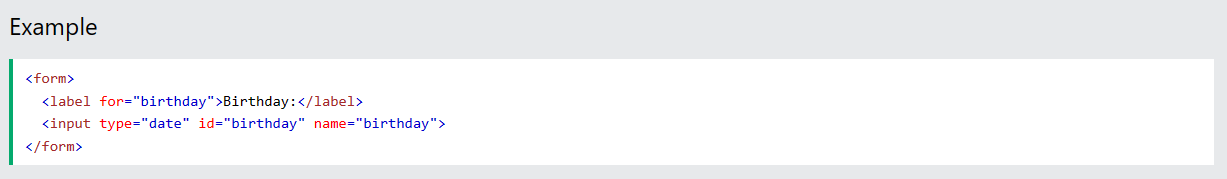 Example
<form>
  <label for="birthday">Birthday:</label>
  <input type="date" id="birthday" name="birthday">
</form>